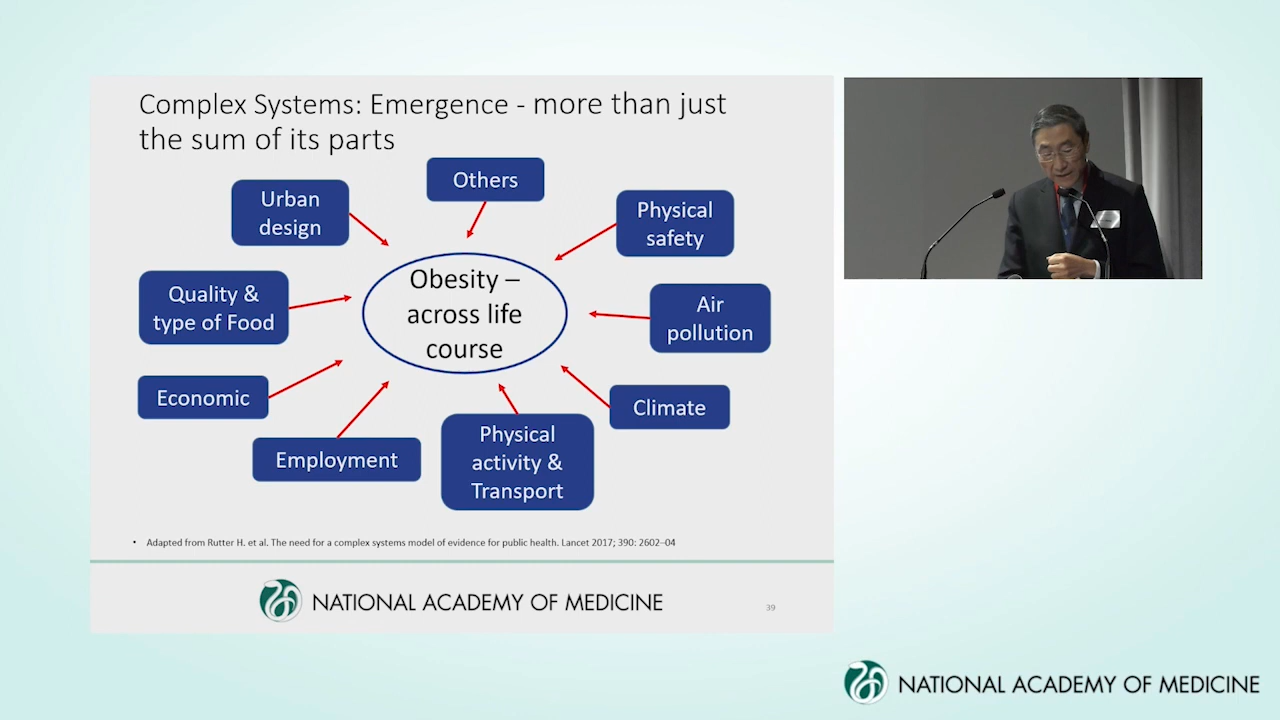 Complex Systems: Emergence - more than just
the sum of its parts
Others
Urban
design
Physical
safety
Quality &
type of Food
Obesity –
across life
course
Air
pollution
Economic
Climate
Employment
Physical
activity &
Transport
• Adapted from Rutter H. et al. The need for a complex systems model of evidence for public health. Lancet 2017; 390: 2602–04
NATIONAL ACADEMY OF MEDICINE
39
NATIONAL ACADEMY OF MEDICINE